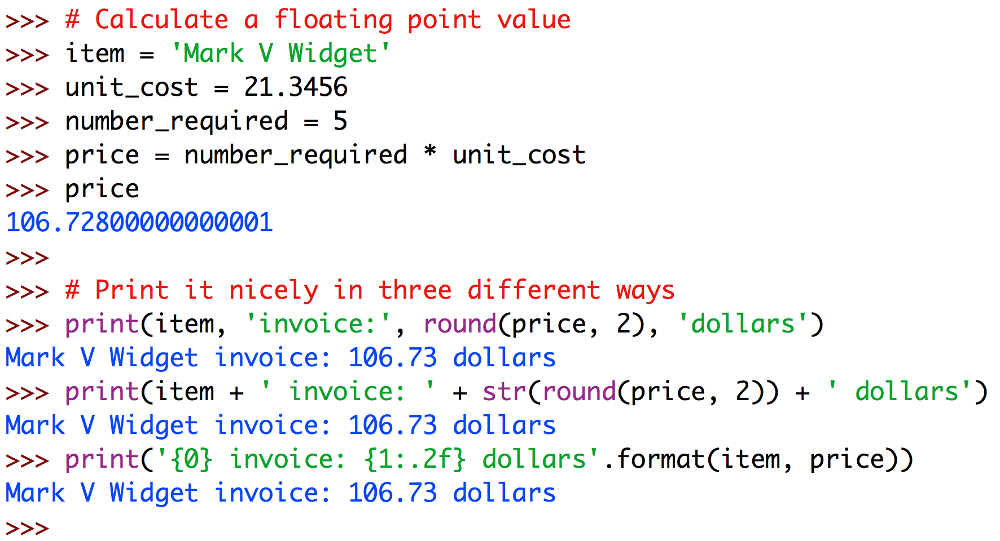 >>> # Calculate a floating point value
>>> item = 'Mark V Widget'
>>> unit_cost = 21.3456
>>> number_required = 5
>>> price = number_required * unit_cost
>>> price
106.72800000000001
>>>
>>> # Print it nicely in three different ways
>>> print(item, 'invoice:', round(price, 2), 'dollars')
Mark V Widget invoice: 106.73 dollars
>>> print(item + ' invoice: ' + str(round(price, 2)) + ' dollars')
Mark V Widget invoice: 106.73 dollars
>>> print('{0} invoice: {1:.2f} dollars'.format(item, price))
Mark V Widget invoice: 106.73 dollars
>>>